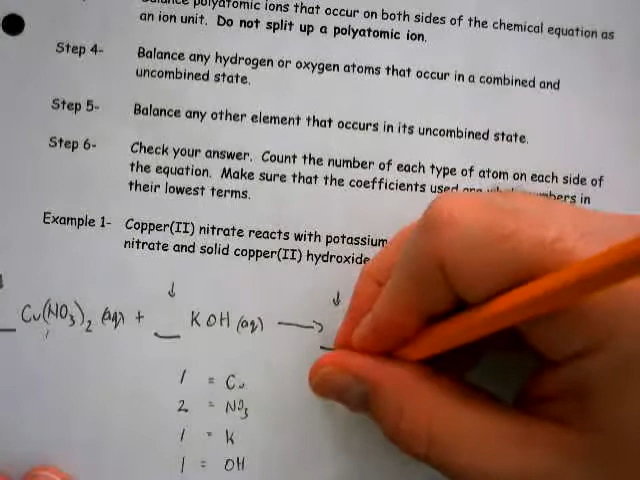 Balance polyatomic ions that occur on both sides of the chemical equation as
an ion unit. Do not split up a polyatomic ion.
Step 4- Balance any hydrogen or oxygen atoms that occur in a combined and
uncombined state.
Step 5- Balance any other element that occurs in its uncombined state.
Step 6- Check your answer. Count the number of each type of atom on each side of
the equation. Make sure that the coefficients used are whole numbers in
their lowest terms.
Example 1- Copper(II) nitrate reacts with potassium
nitrate and solid copper(II) hydroxide
_ Cu(NO₃)₂ (aq) + _ KOH (aq) ⟶ _
1 = Cu
2 = NO₃
1 = K
1 = OH